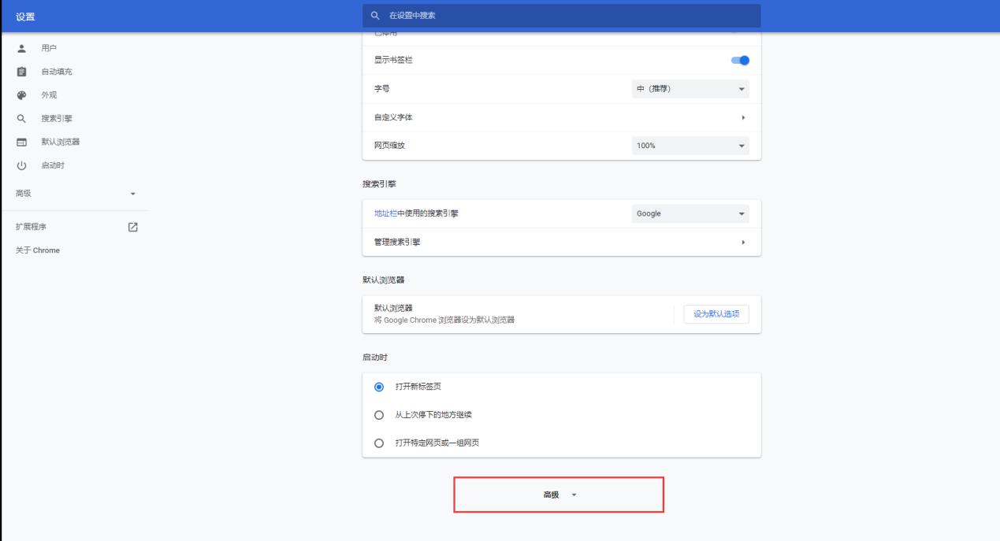 设置
在设置中搜索
用户
自动填充
外观
搜索引擎
默认浏览器
启动时
高级
扩展程序
关于 Chrome
已停用
显示书签栏
字号
中（推荐）
自定义字体
网页缩放
100%
搜索引擎
地址栏中使用的搜索引擎
Google
管理搜索引擎
默认浏览器
默认浏览器
将 Google Chrome 浏览器设为默认浏览器
设为默认选项
启动时
打开新标签页
从上次停下的地方继续
打开特定网页或一组网页
高级